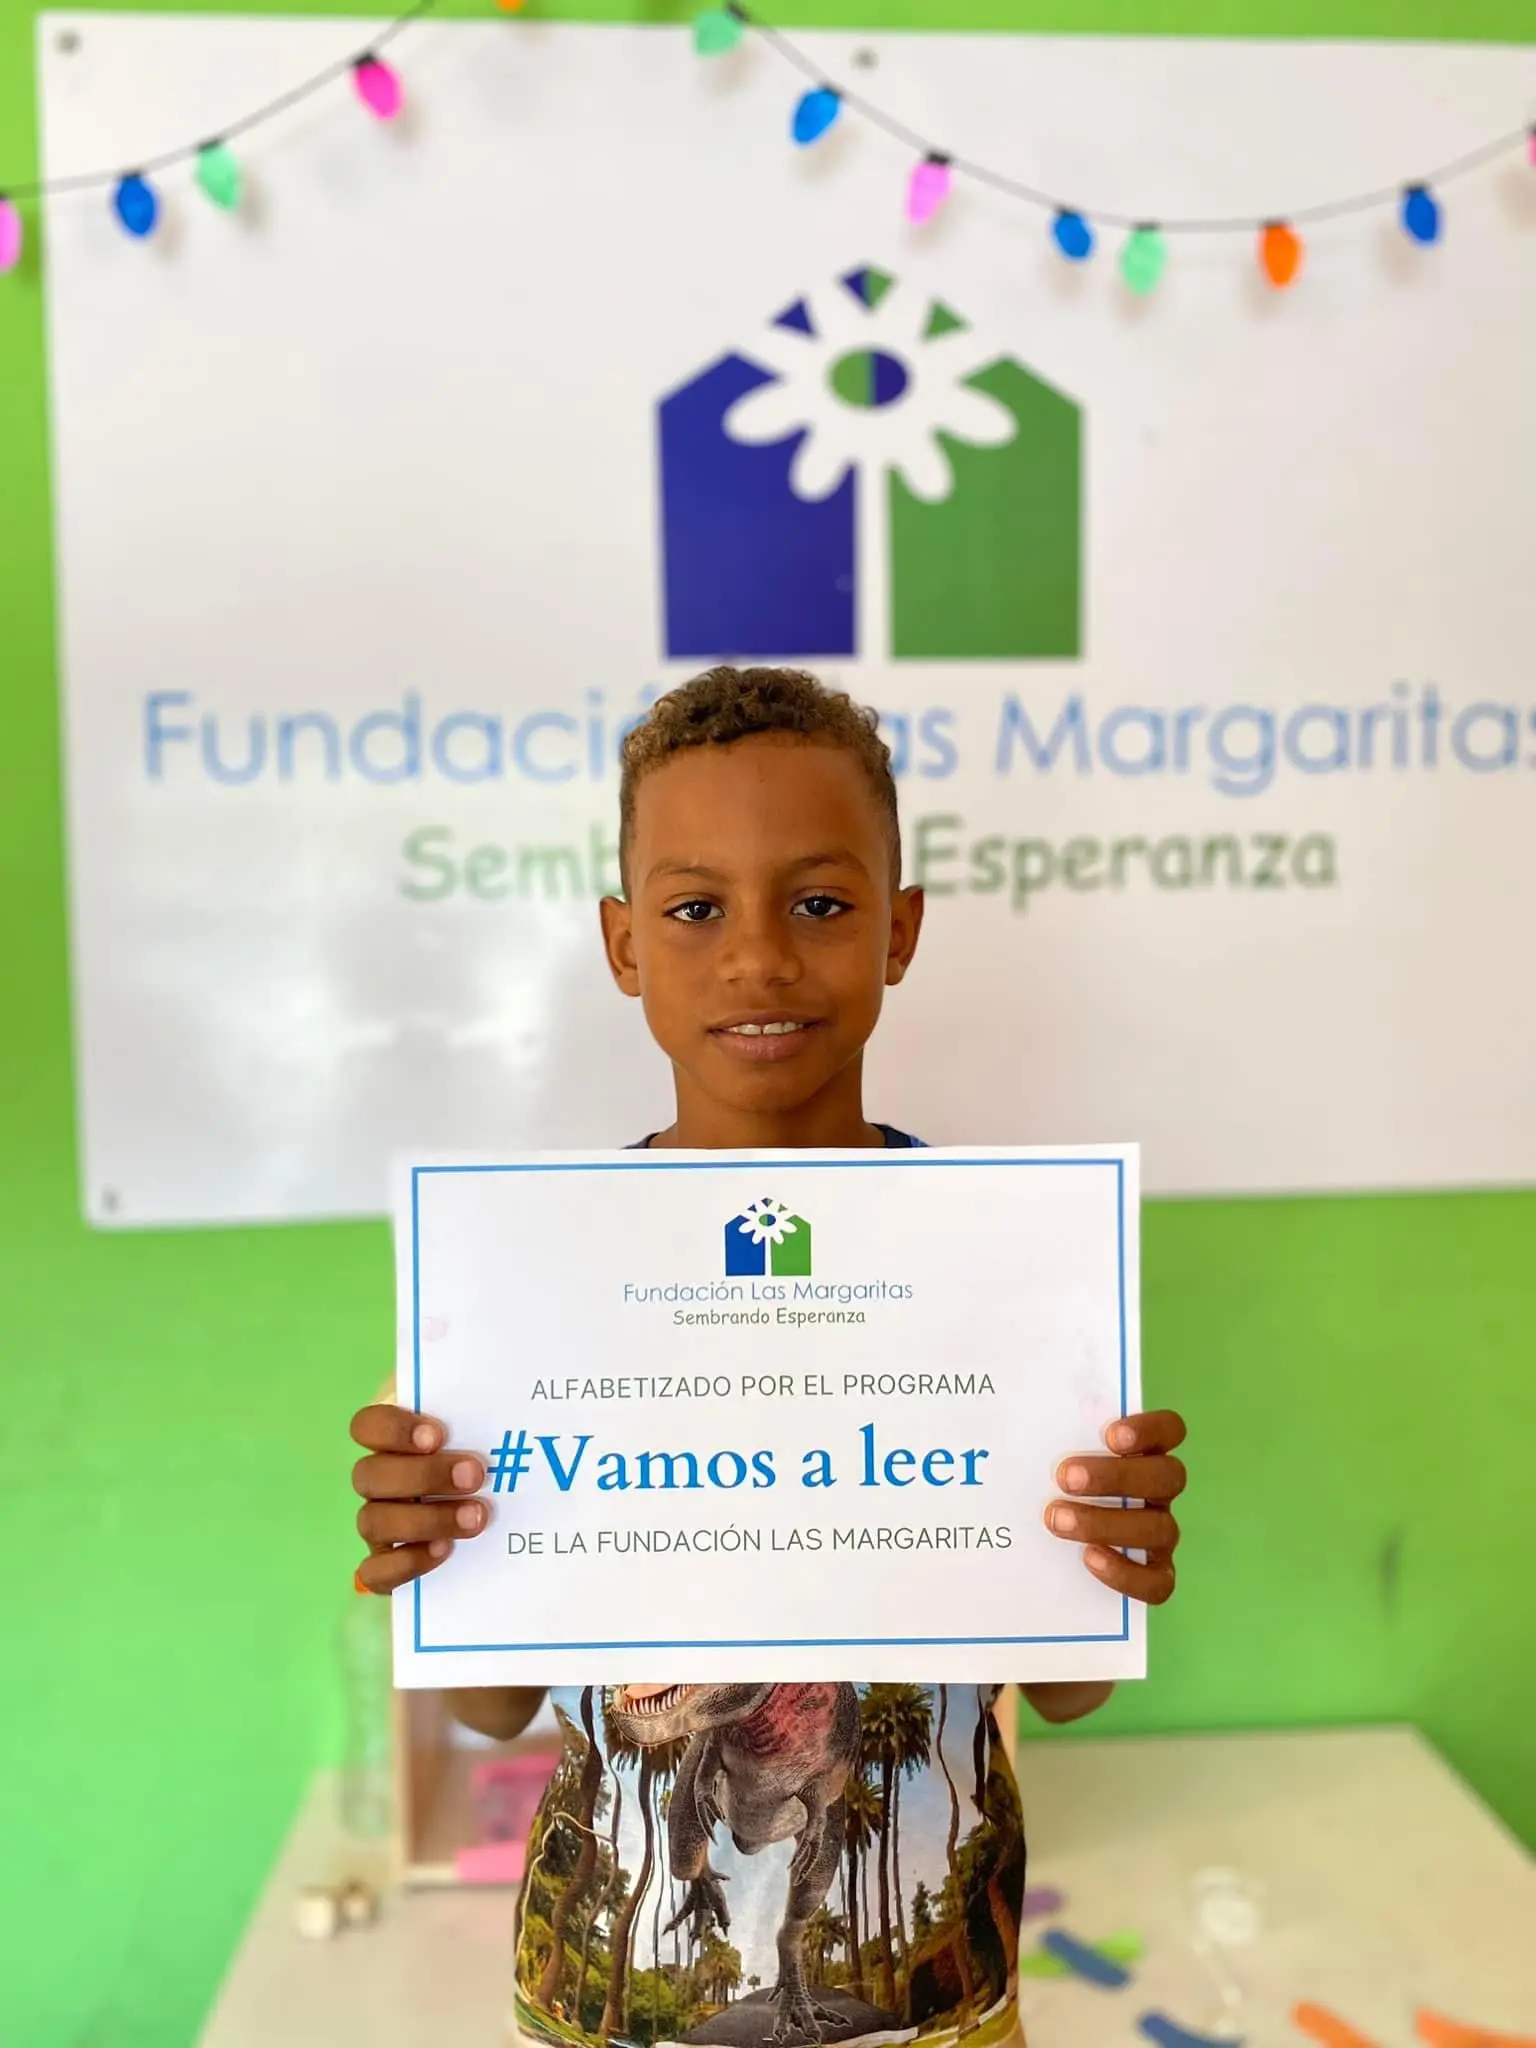 Fundació as Margaritas
Semb Esperanza
Fundación Las Margaritas
Sembrando Esperanza
ALFABETIZADO POR EL PROGRAMA
#Vamos a leer
DE LA FUNDACIÓN LAS MARGARITAS